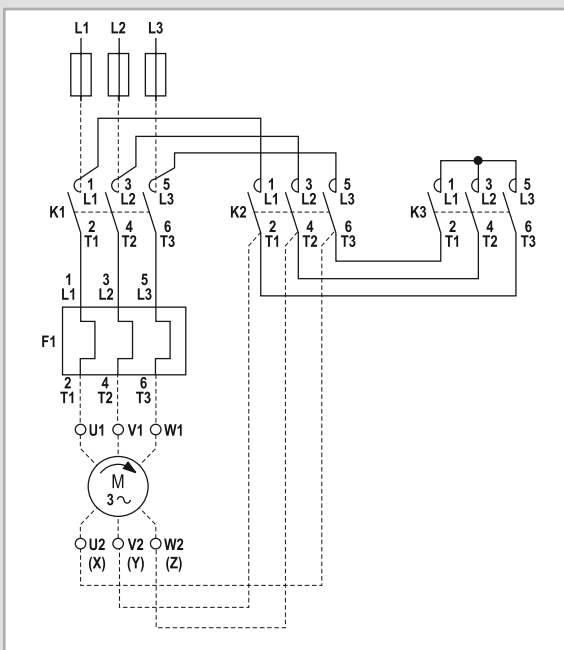 L1 L2 L3
1 3 5 1 3 5 1 3 5
L1 L2 L3 L1 L2 L3 L1 L2 L3
K1 K2 K3
2 4 6 2 4 6 2 4 6
T1 T2 T3 T1 T2 T3 T1 T2 T3
1 3 5
L1 L2 L3
F1
2 4 6
T1 T2 T3
U1 V1 W1
M
3~
U2 V2 W2
(X) (Y) (Z)